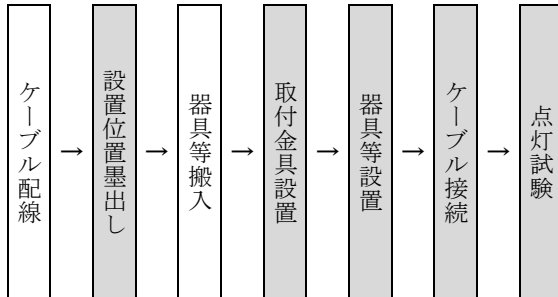 ケーブル配線
→
設置位置墨出し
→
器具等搬入
→
取付金具設置
→
器具等設置
→
ケーブル接続
→
点灯試験